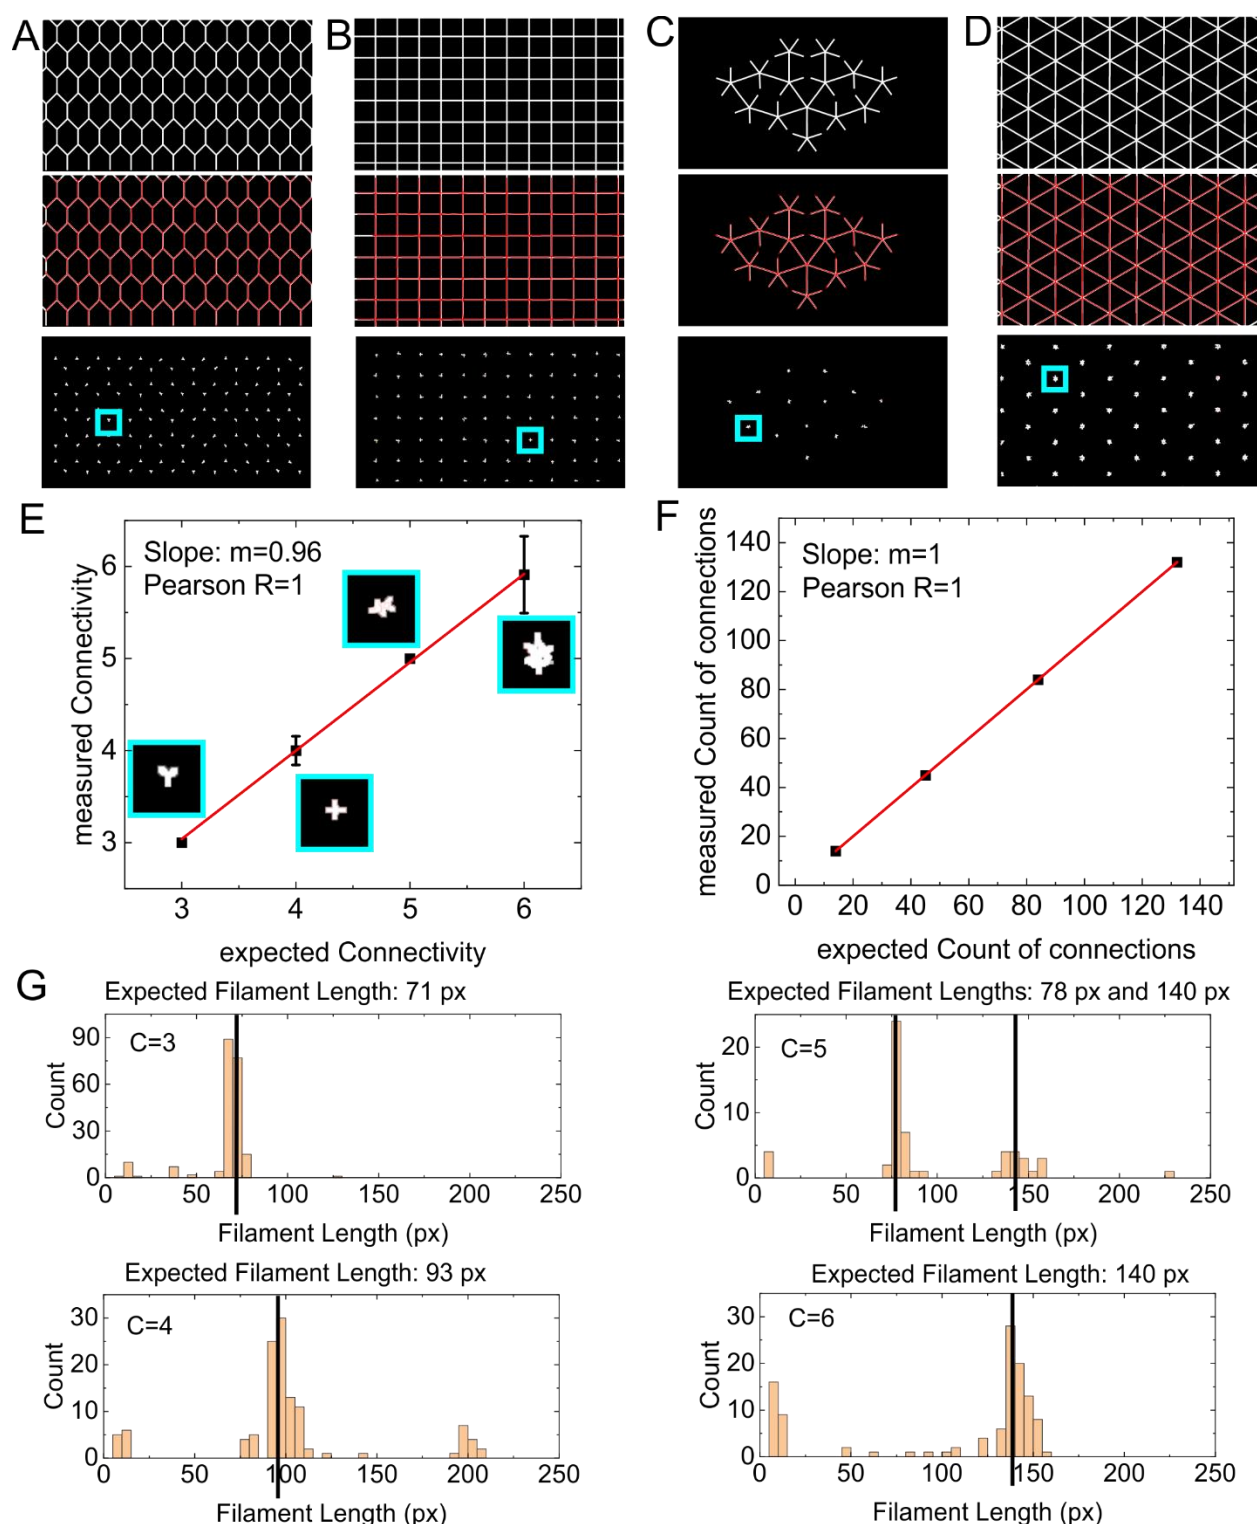 A
B
C
D
E
Slope: m=0.96
Pearson R=1
measured Connectivity
6
5
4
3
3 4 5 6
expected Connectivity
F
Slope: m=1
Pearson R=1
measured Count of connections
140
120
100
80
60
40
20
0
0 20 40 60 80 100 120 140
expected Count of connections
G
Expected Filament Length: 71 px
C=3
Count
90
60
30
0
0 50 100 150 200 250
Filament Length (px)
Expected Filament Lengths: 78 px and 140 px
C=5
Count
20
10
0
0 50 100 150 200 250
Filament Length (px)
Expected Filament Length: 93 px
C=4
Count
30
20
10
0
0 50 100 150 200 250
Filament Length (px)
Expected Filament Length: 140 px
C=6
Count
30
20
10
0
0 50 100 150 200 250
Filament Length (px)